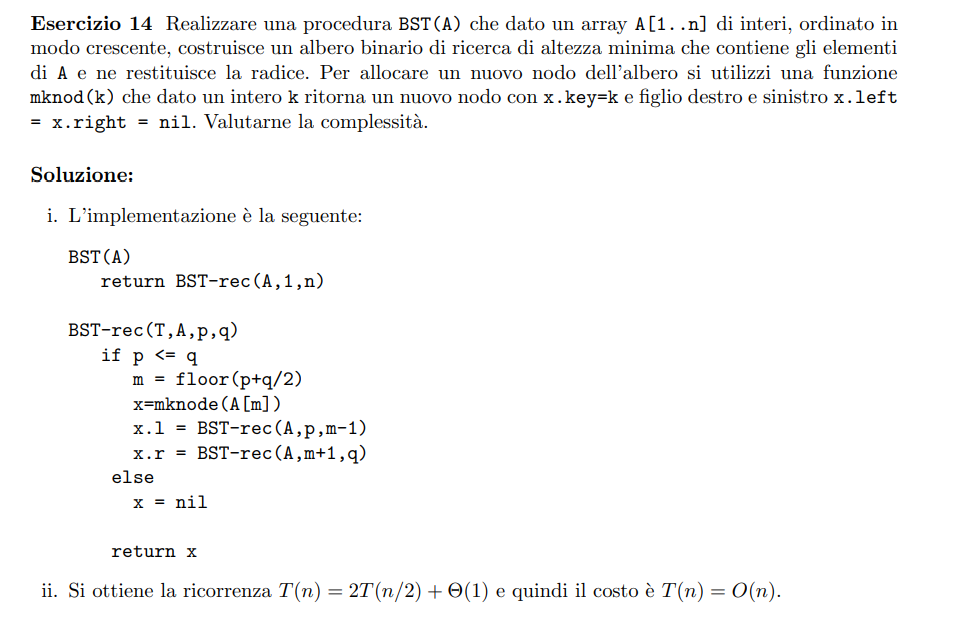 Esercizio 14 Realizzare una procedura BST(A) che dato un array A[1..n] di interi, ordinato in
modo crescente, costruisce un albero binario di ricerca di altezza minima che contiene gli elementi
di A e ne restituisce la radice. Per allocare un nuovo nodo dell'albero si utilizzi una funzione
mknod(k) che dato un intero k ritorna un nuovo nodo con x.key=k e figlio destro e sinistro x.left
= x.right = nil. Valutarne la complessità.
Soluzione:
i. L'implementazione è la seguente:
BST(A)
return BST-rec(A,1,n)
BST-rec(T,A,p,q)
if p <= q
m = floor(p+q/2)
x=mknode(A[m])
x.l = BST-rec(A,p,m-1)
x.r = BST-rec(A,m+1,q)
else
x = nil
return x
ii. Si ottiene la ricorrenza T(n) = 2T(n/2) + Θ(1) e quindi il costo è T(n) = O(n).